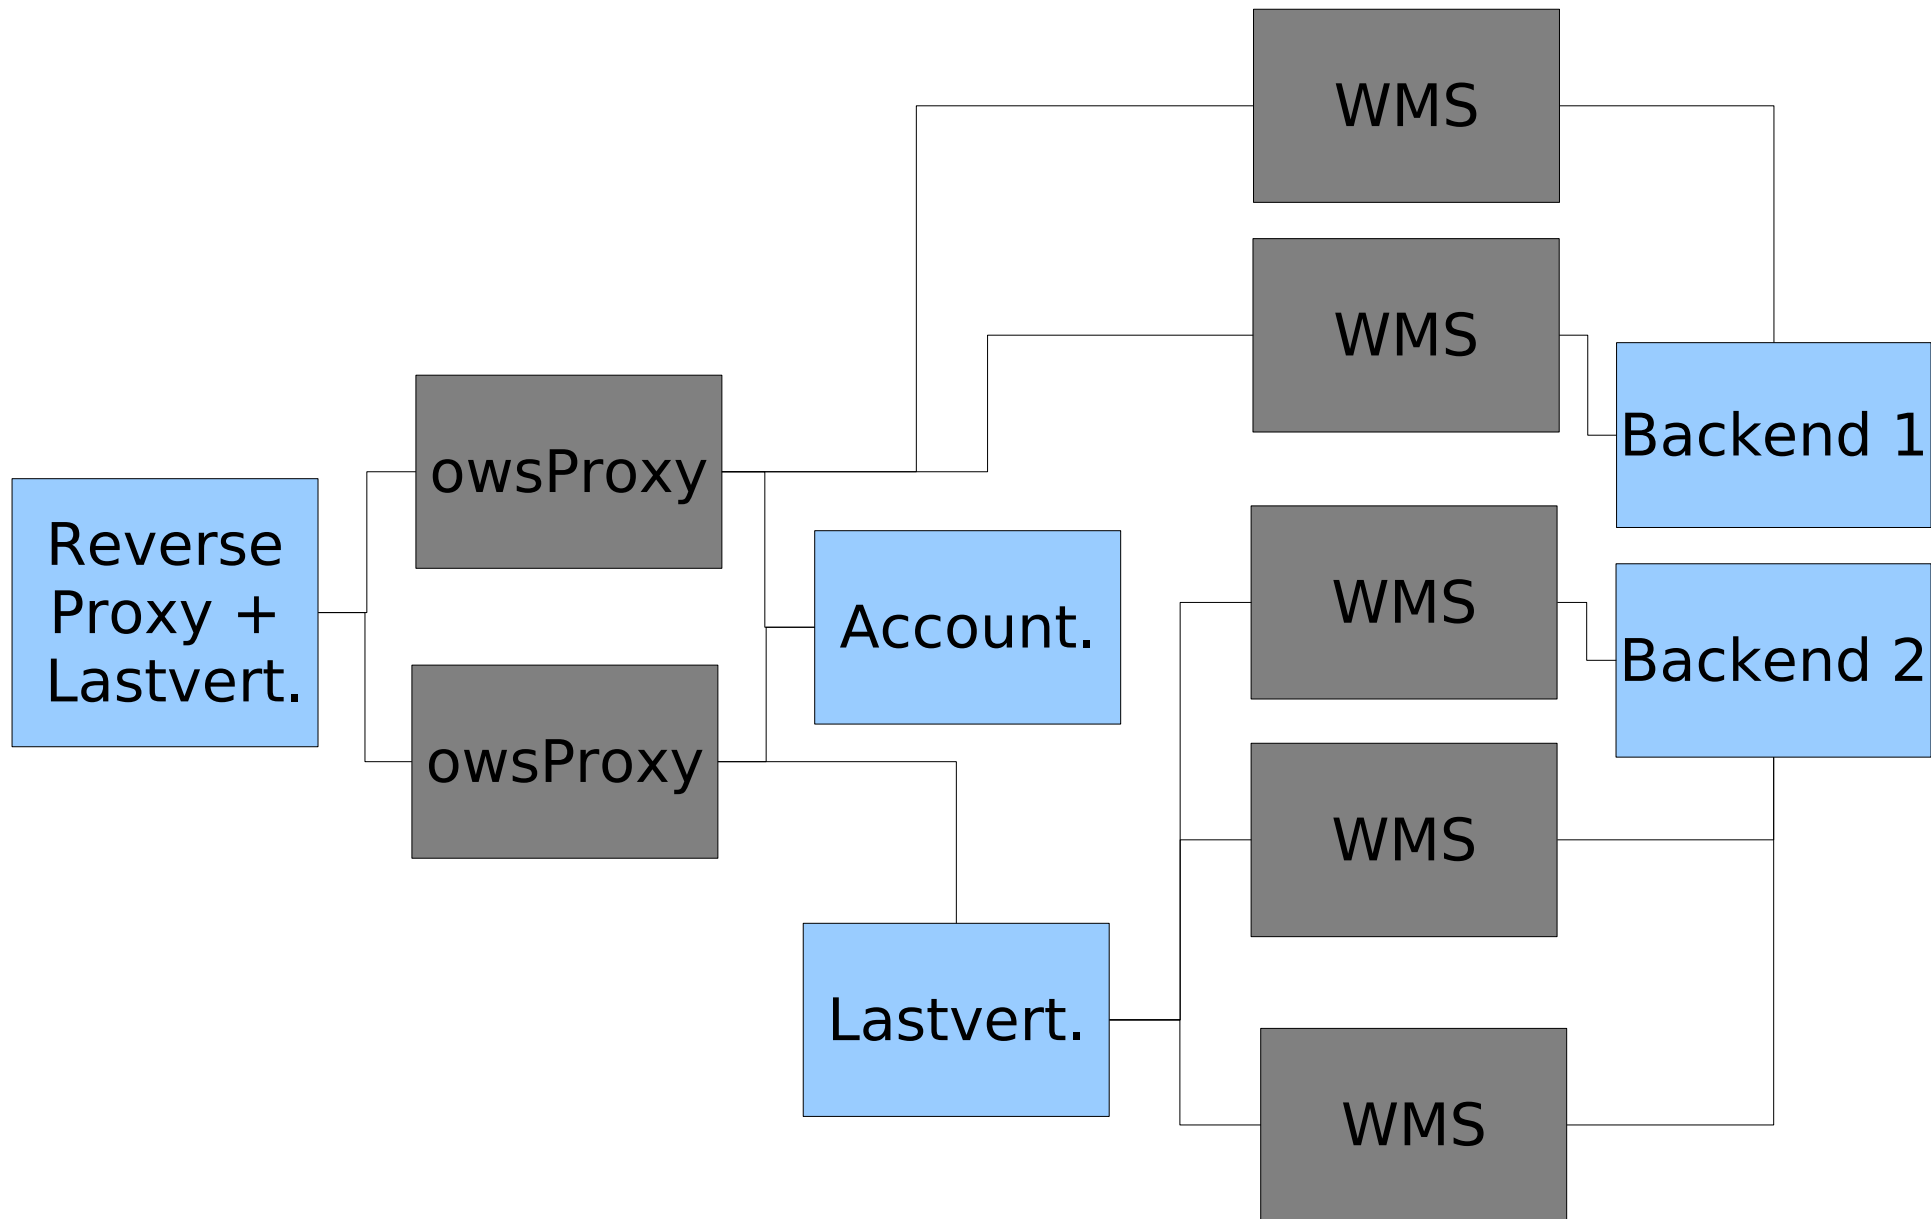 WMS
WMS
Backend 1
owsProxy
Reverse
Proxy +
Lastvert.
Account.
WMS
Backend 2
owsProxy
WMS
Lastvert.
WMS